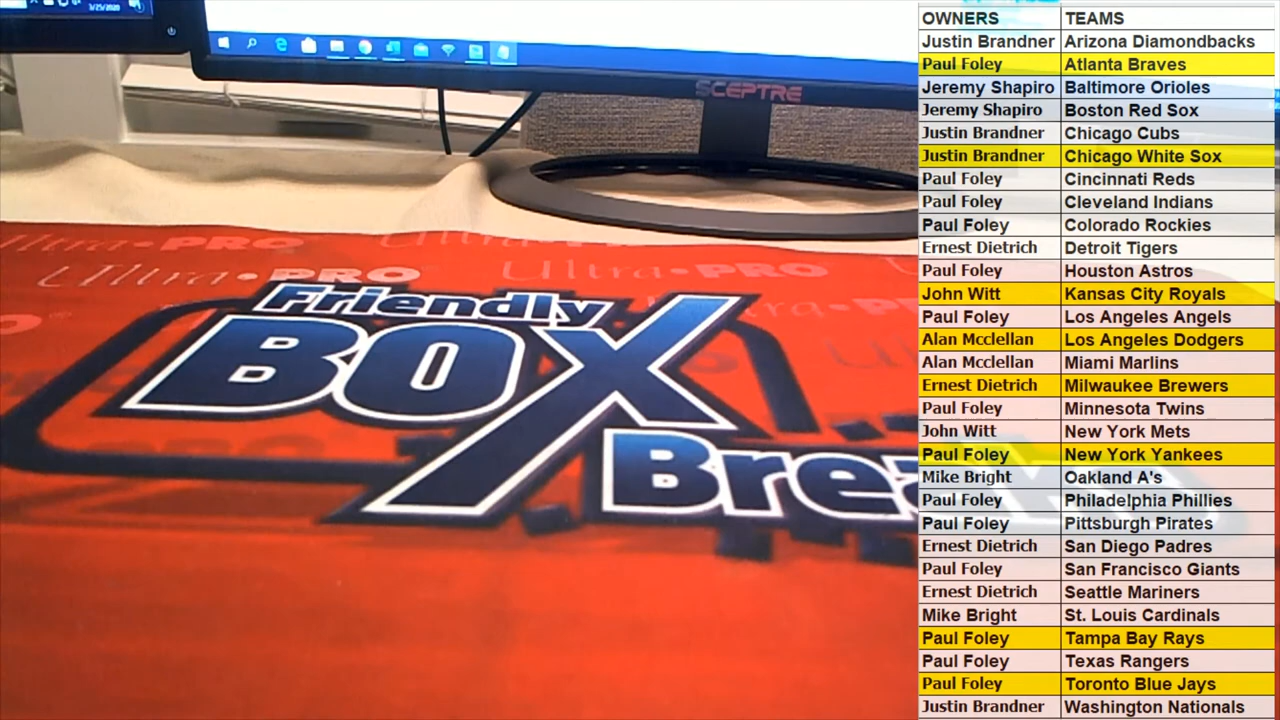 3/25/2020
SCEPTRE
Ultra PRO
Ultra PRO
Ultra PRO
Friendly
BOX
Brea
OWNERS TEAMS
Justin Brandner Arizona Diamondbacks
Paul Foley Atlanta Braves
Jeremy Shapiro Baltimore Orioles
Jeremy Shapiro Boston Red Sox
Justin Brandner Chicago Cubs
Justin Brandner Chicago White Sox
Paul Foley Cincinnati Reds
Paul Foley Cleveland Indians
Paul Foley Colorado Rockies
Ernest Dietrich Detroit Tigers
Paul Foley Houston Astros
John Witt Kansas City Royals
Paul Foley Los Angeles Angels
Alan Mcclellan Los Angeles Dodgers
Alan Mcclellan Miami Marlins
Ernest Dietrich Milwaukee Brewers
Paul Foley Minnesota Twins
John Witt New York Mets
Paul Foley New York Yankees
Mike Bright Oakland A's
Paul Foley Philadelphia Phillies
Paul Foley Pittsburgh Pirates
Ernest Dietrich San Diego Padres
Paul Foley San Francisco Giants
Ernest Dietrich Seattle Mariners
Mike Bright St. Louis Cardinals
Paul Foley Tampa Bay Rays
Paul Foley Texas Rangers
Paul Foley Toronto Blue Jays
Justin Brandner Washington Nationals